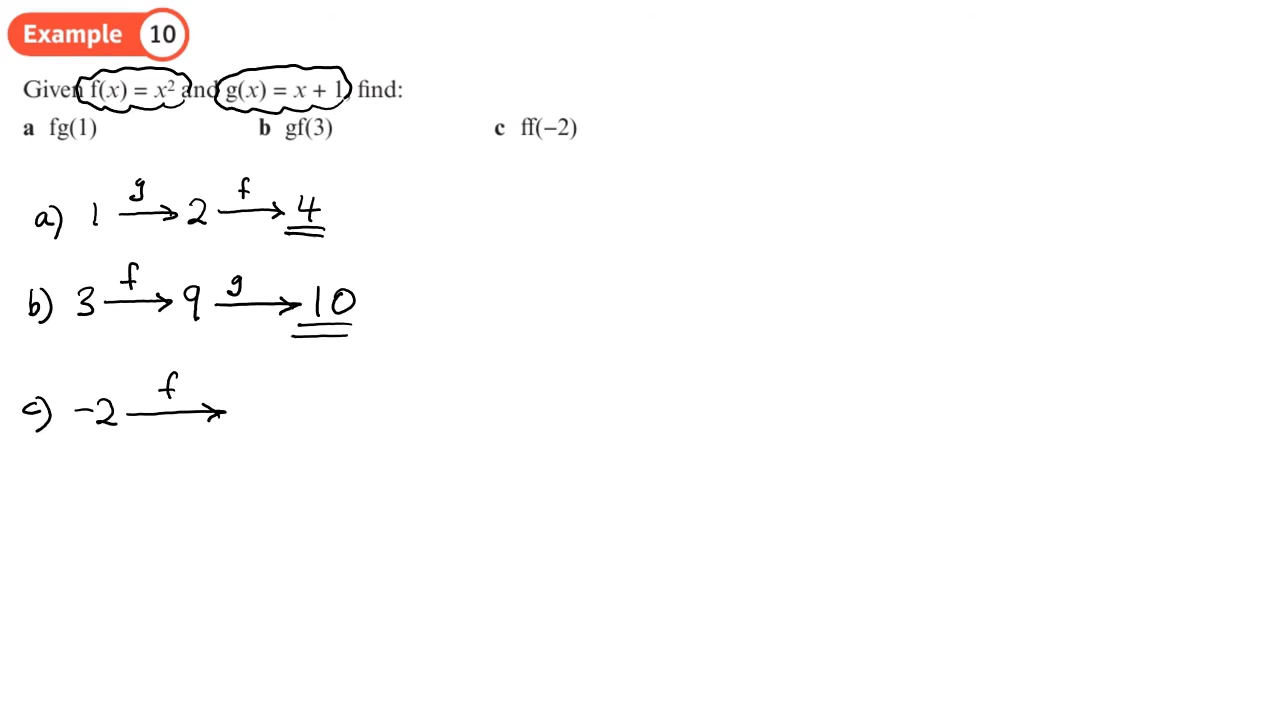 Example 10
Given f(x) = x² and g(x) = x + 1, find:
a fg(1) b gf(3) c ff(−2)
a) 1 g→ 2 f→ 4
b) 3 f→ 9 g→ 10
c) -2 f→